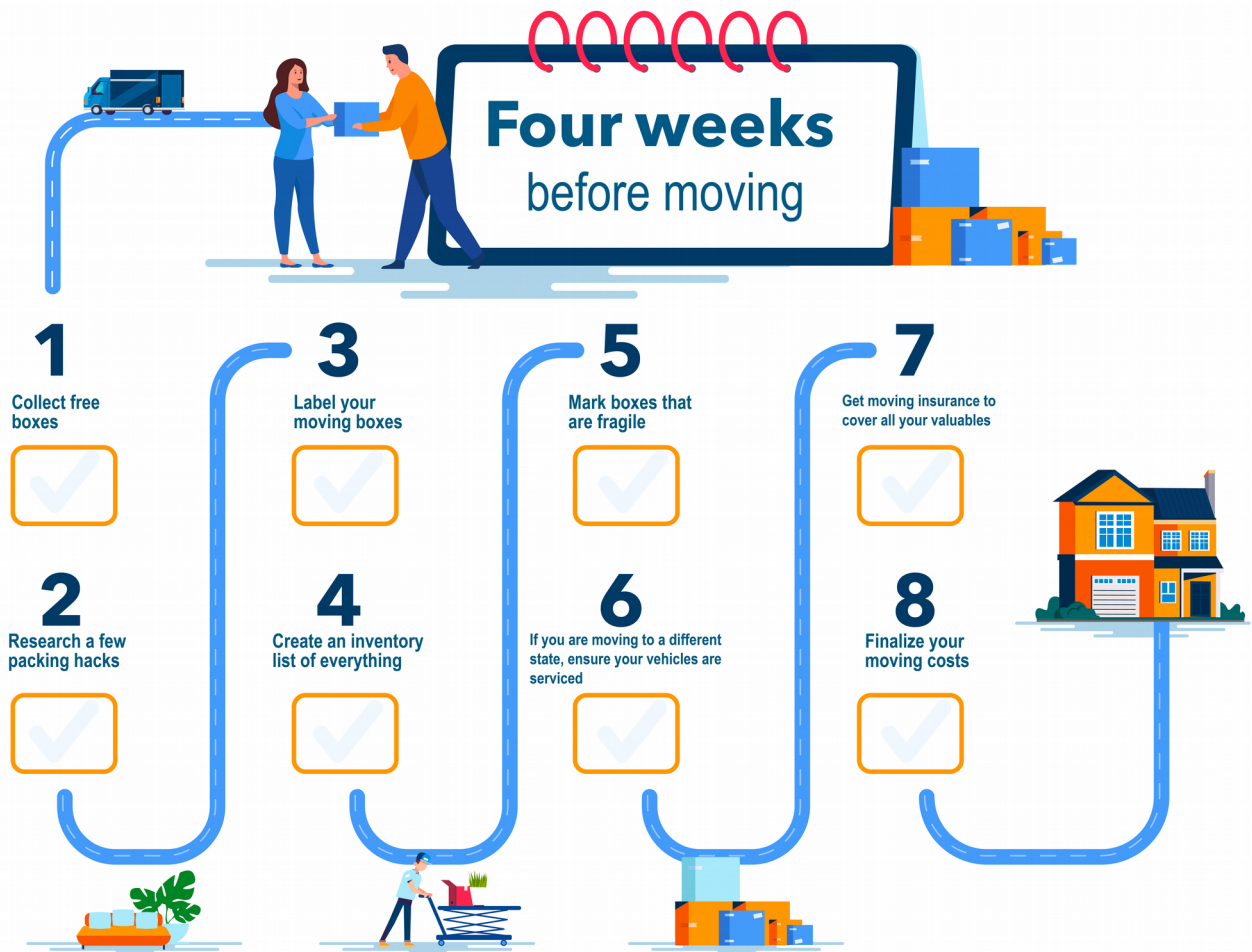 Four weeks
before moving
1
Collect free
boxes
2
Research a few
packing hacks
3
Label your
moving boxes
4
Create an inventory
list of everything
5
Mark boxes that
are fragile
6
If you are moving to a different
state, ensure your vehicles are
serviced
7
Get moving insurance to
cover all your valuables
8
Finalize your
moving costs